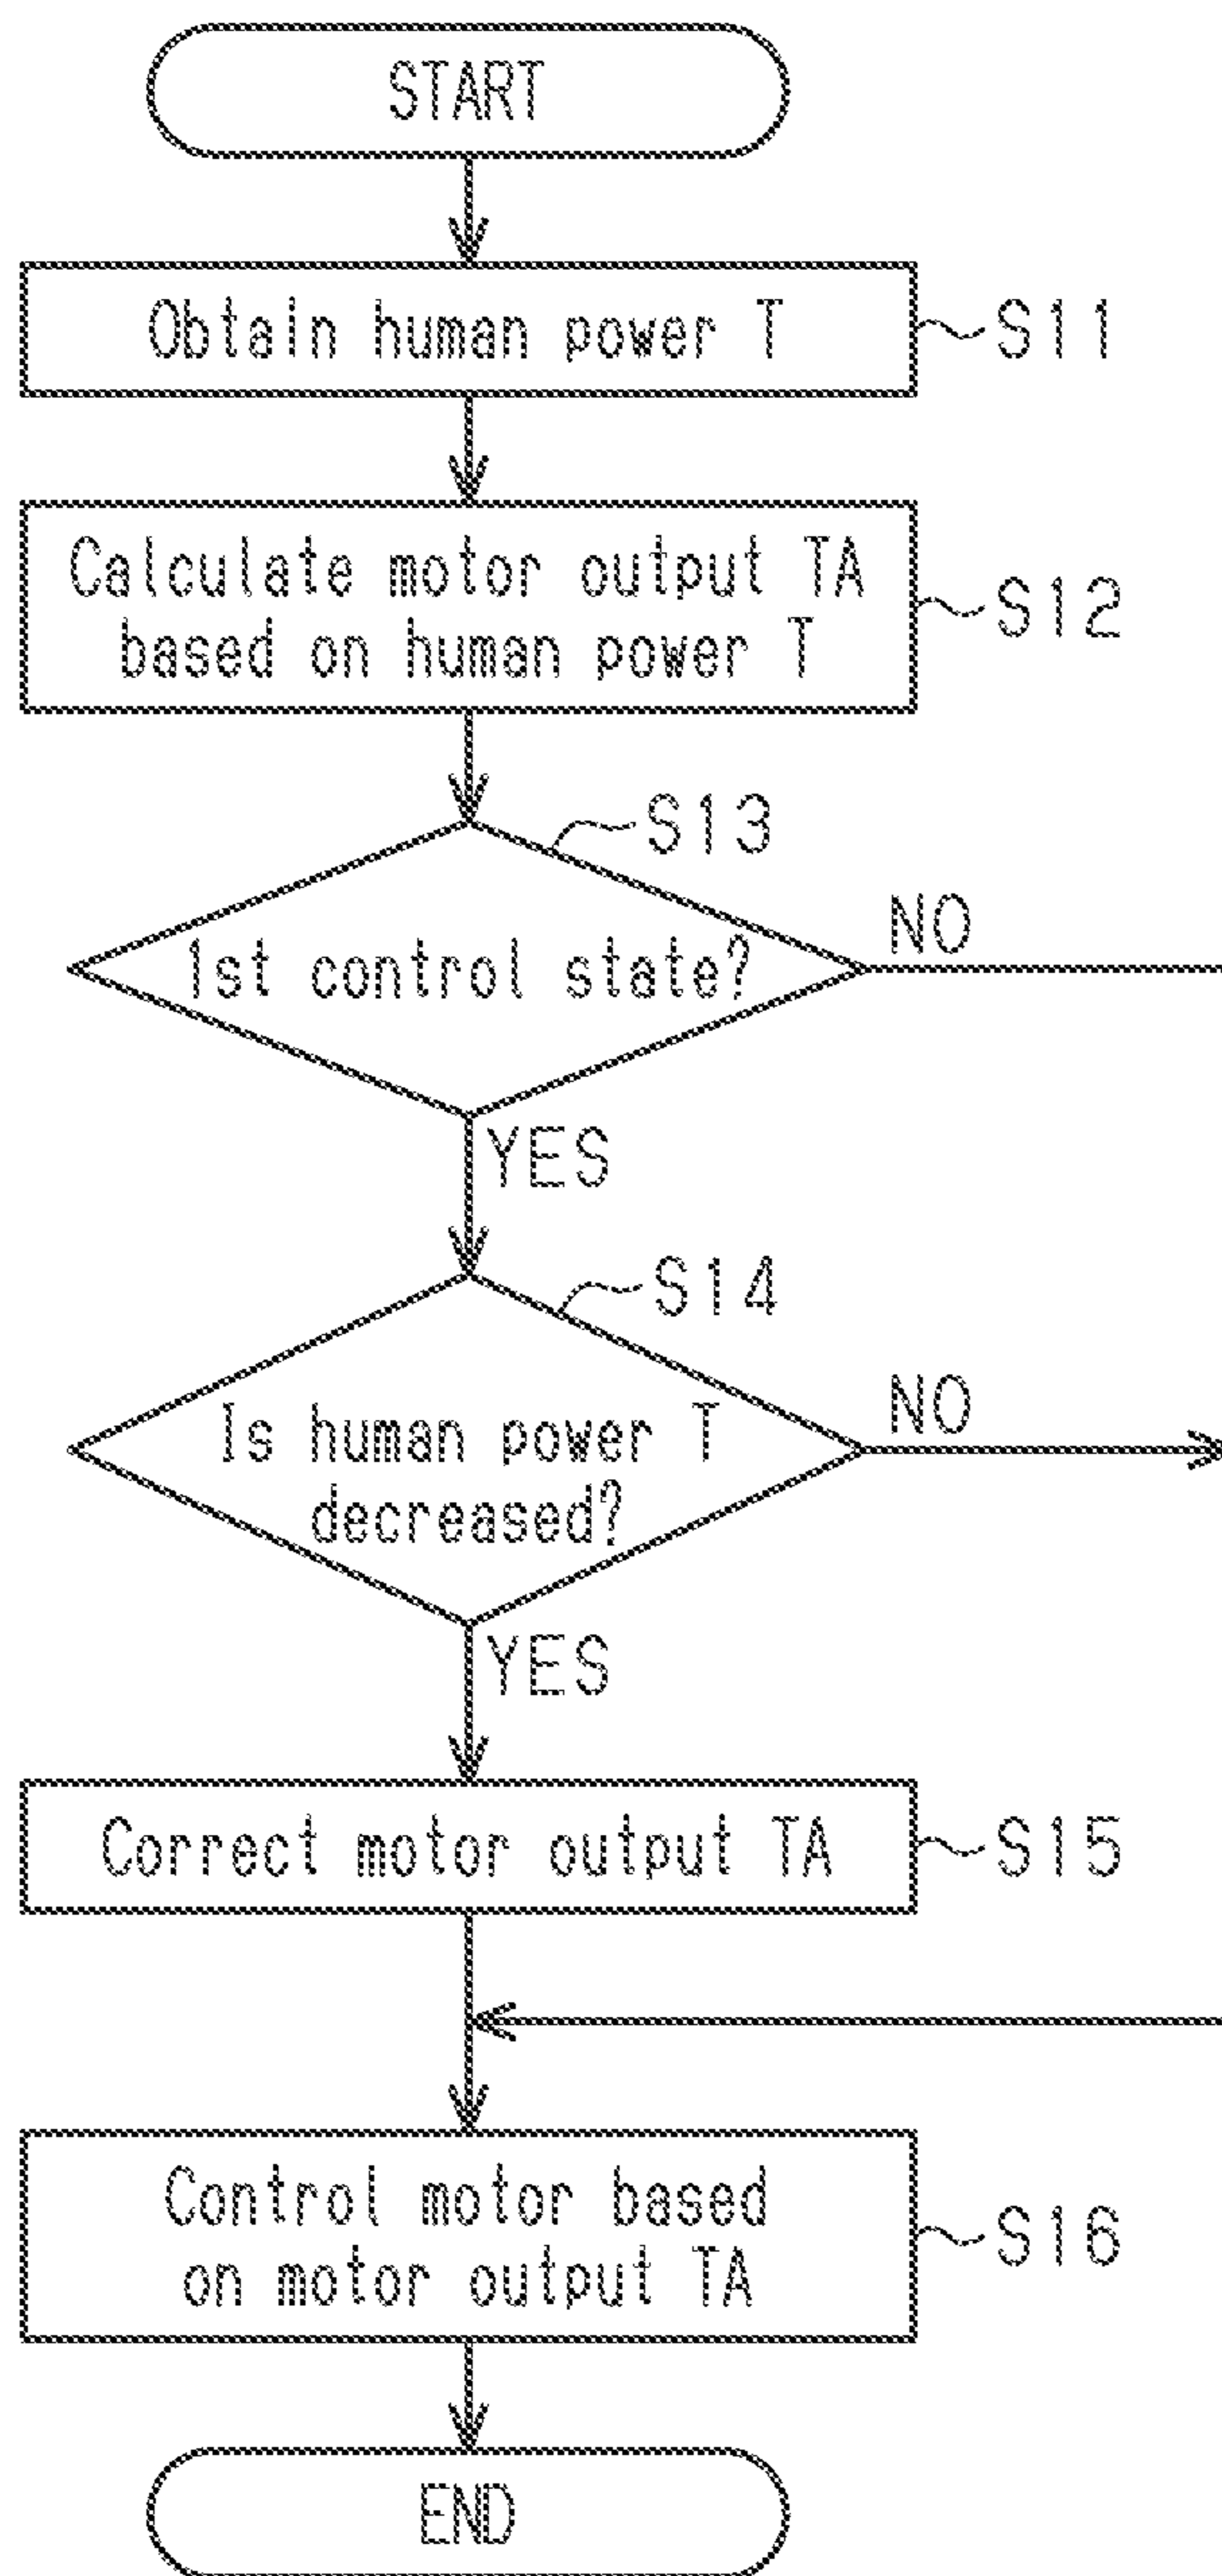 START
Obtain human power T
S11
Calculate motor output TA
based on human power T
S12
S13
1st control state?
NO
YES
S14
Is human power T
decreased?
NO
YES
Correct motor output TA
S15
Control motor based
on motor output TA
S16
END